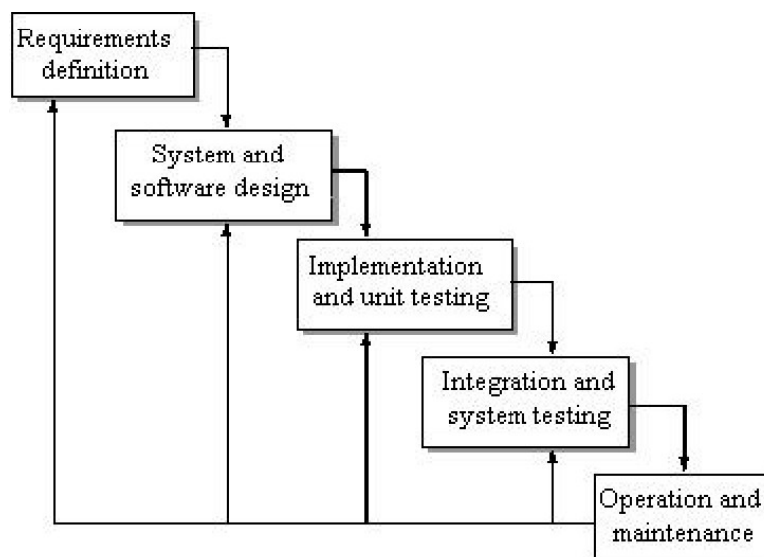 Requirements
definition
System and
software design
Implementation
and unit testing
Integration and
system testing
Operation and
maintenance